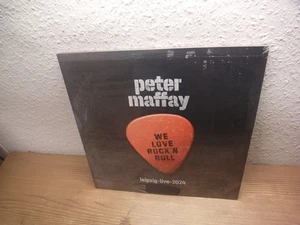 peter
maffay
WE
LOVE
ROCK N
ROLL
leipzig-live-2024